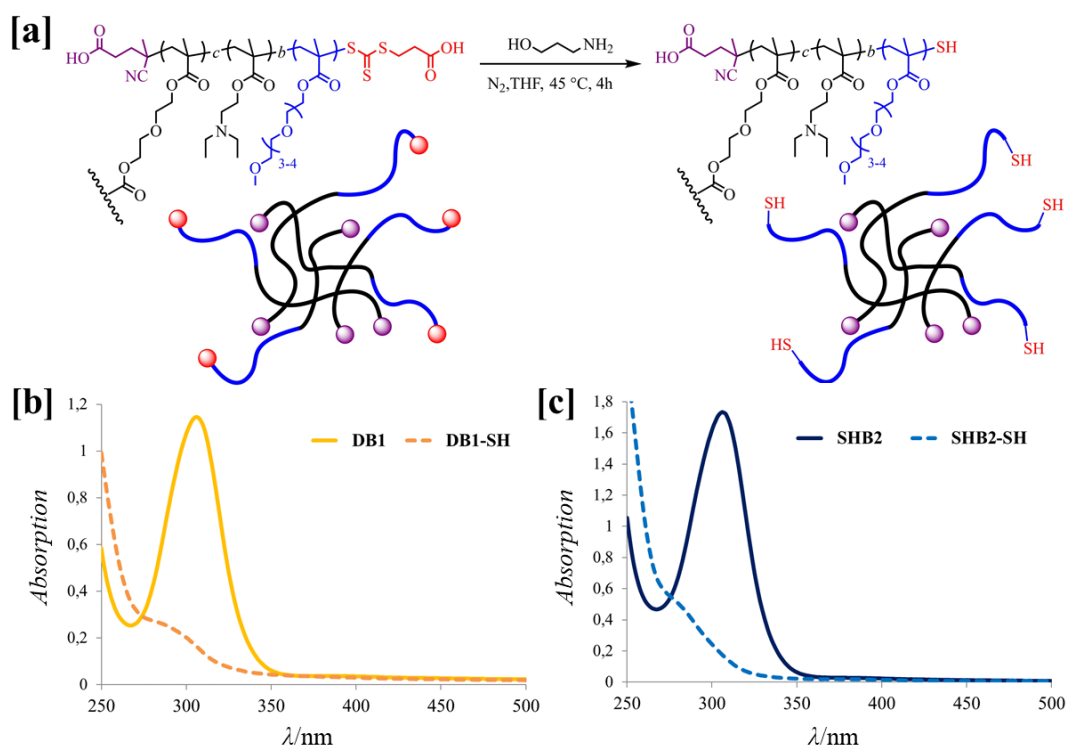 [a]
HO O NC c b O O O O O O O N O O O 3-4 S S S O OH
HO NH₂
N₂,THF, 45 °C, 4h
HO O NC c b SH O O O O O O O N O O O 3-4
SH
SH
SH
HS
SH
[b]
1,2
1
0,8
0,6
0,4
0,2
0
250 300 350 400 450 500
Absorption
λ/nm
DB1 DB1-SH
[c]
1,8
1,6
1,4
1,2
1
0,8
0,6
0,4
0,2
0
250 300 350 400 450 500
Absorption
λ/nm
SHB2 SHB2-SH